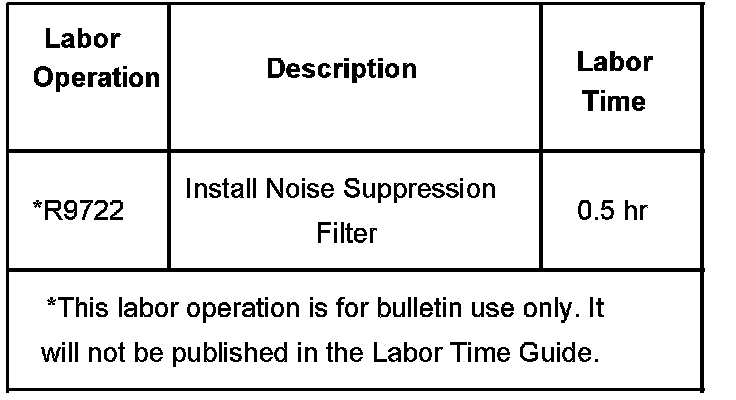 Labor
Operation
Description
Labor
Time
*R9722
Install Noise Suppression
Filter
0.5 hr
*This labor operation is for bulletin use only. It
will not be published in the Labor Time Guide.